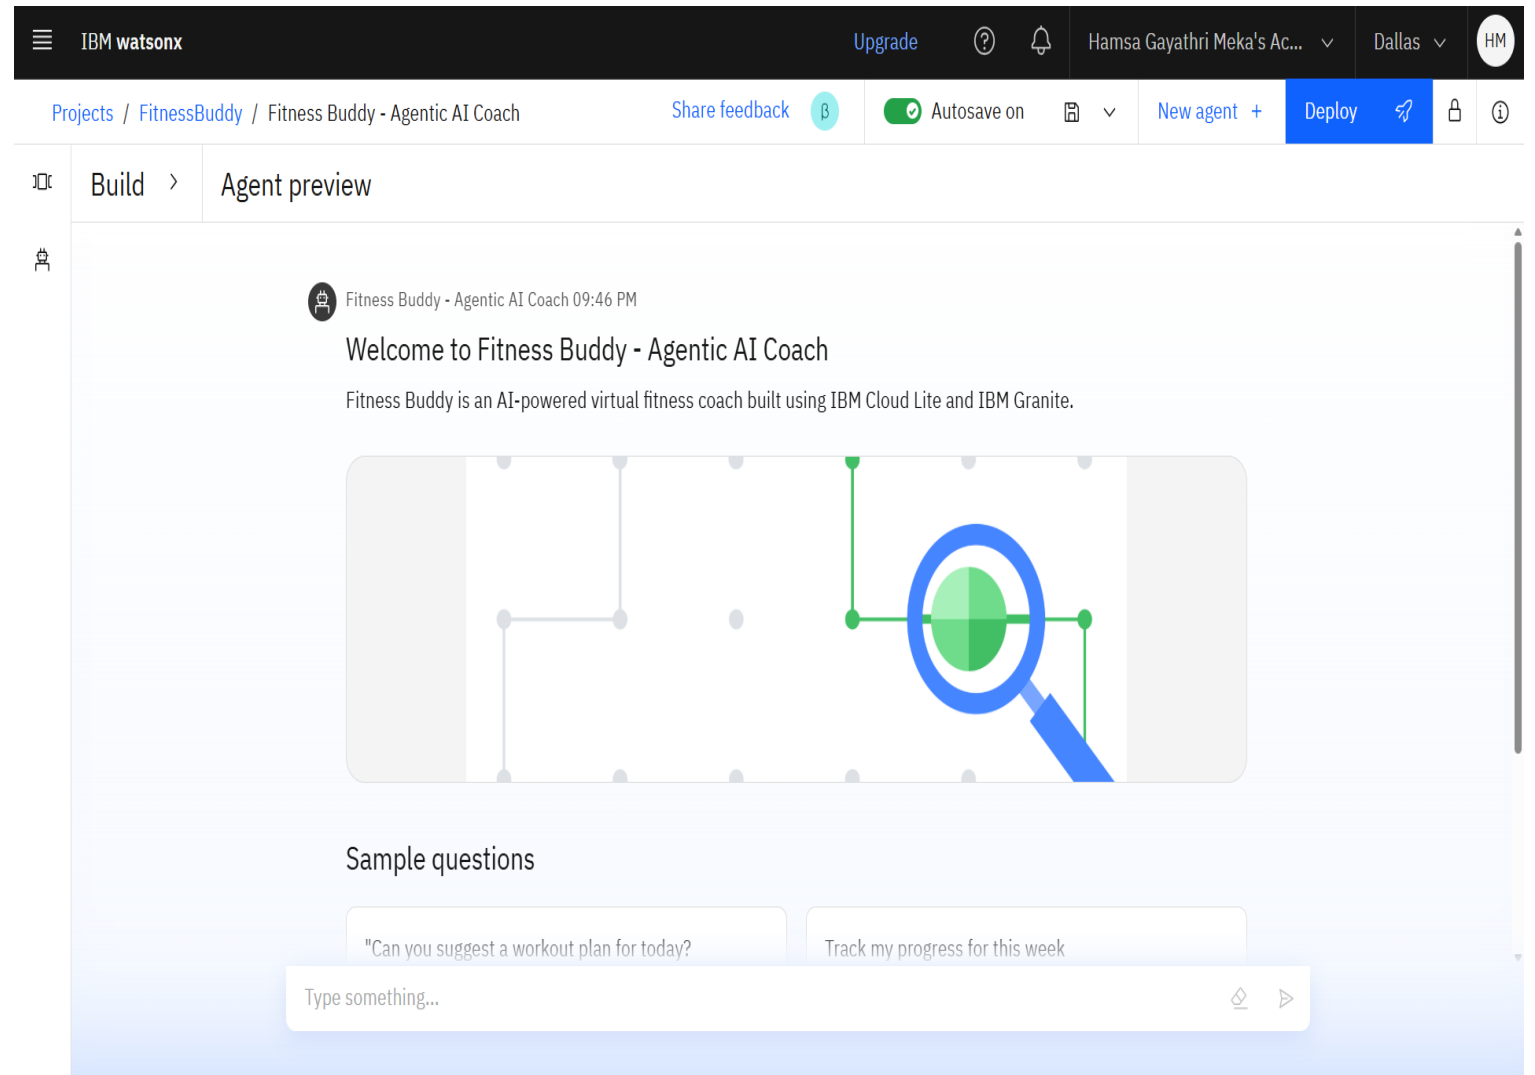 IBM watsonx
Upgrade
Hamsa Gayathri Meka's Ac...
Dallas
HM
Projects / FitnessBuddy / Fitness Buddy - Agentic AI Coach
Share feedback
β
Autosave on
New agent +
Deploy
Build
Agent preview
Fitness Buddy - Agentic AI Coach 09:46 PM
Welcome to Fitness Buddy - Agentic AI Coach
Fitness Buddy is an AI-powered virtual fitness coach built using IBM Cloud Lite and IBM Granite.
Sample questions
"Can you suggest a workout plan for today?
Track my progress for this week
Type something...